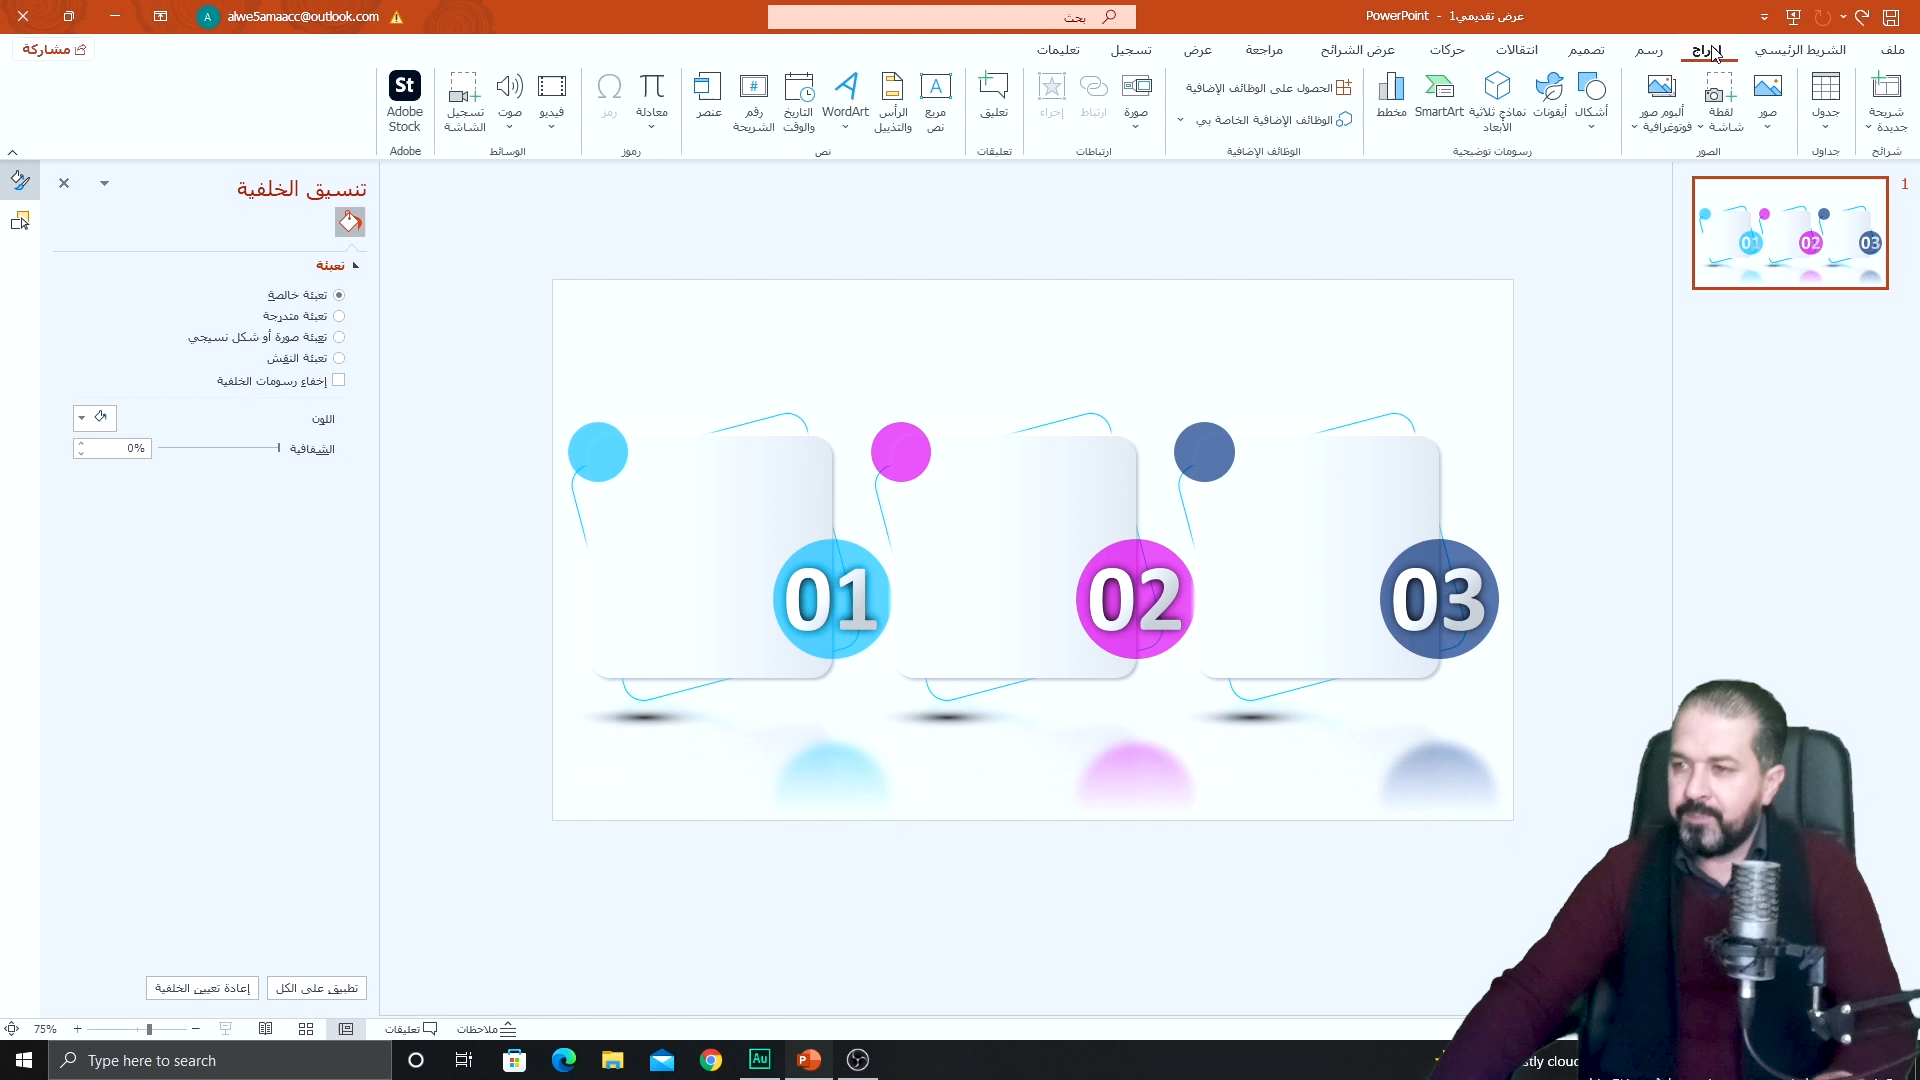 alwe5amaacc@outlook.com
A
بحث
عرض تقديمي1 - PowerPoint
ملف
الشريط الرئيسي
إدراج
رسم
تصميم
انتقالات
حركات
عرض الشرائح
مراجعة
عرض
تسجيل
تعليمات
مشاركة
شريحة جديدة
شرائح
جدول
جداول
صور
لقطة شاشة
ألبوم صور فوتوغرافية
الصور
أشكال
أيقونات
نماذج ثلاثية الأبعاد
SmartArt
مخطط
رسومات توضيحية
الحصول على الوظائف الإضافية
الوظائف الإضافية الخاصة بي
الوظائف الإضافية
صورة
ارتباط
إجراء
ارتباطات
تعليق
تعليقات
مربع نص
الرأس والتذييل
WordArt
التاريخ والوقت
رقم الشريحة
عنصر
نص
معادلة
رمز
رموز
فيديو
صوت
تسجيل الشاشة
الوسائط
St
Adobe Stock
Adobe
تنسيق الخلفية
تعبئة
تعبئة خالصة
تعبئة متدرجة
تعبئة صورة أو شكل نسيجي
تعبئة النقش
إخفاء رسومات الخلفية
اللون
الشفافية
0%
تطبيق على الكل
إعادة تعيين الخلفية
1
01
02
03
01
02
03
ملاحظات
تعليقات
75%
Type here to search
Au
P